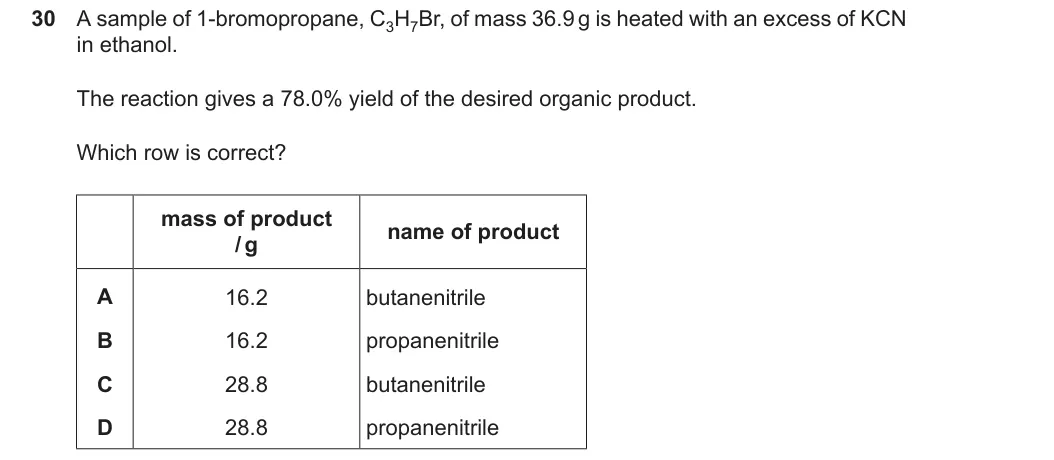 30 A sample of 1-bromopropane, C₃H₇Br, of mass 36.9 g is heated with an excess of KCN
in ethanol.
The reaction gives a 78.0% yield of the desired organic product.
Which row is correct?
mass of product
/ g
name of product
A 16.2 butanenitrile
B 16.2 propanenitrile
C 28.8 butanenitrile
D 28.8 propanenitrile